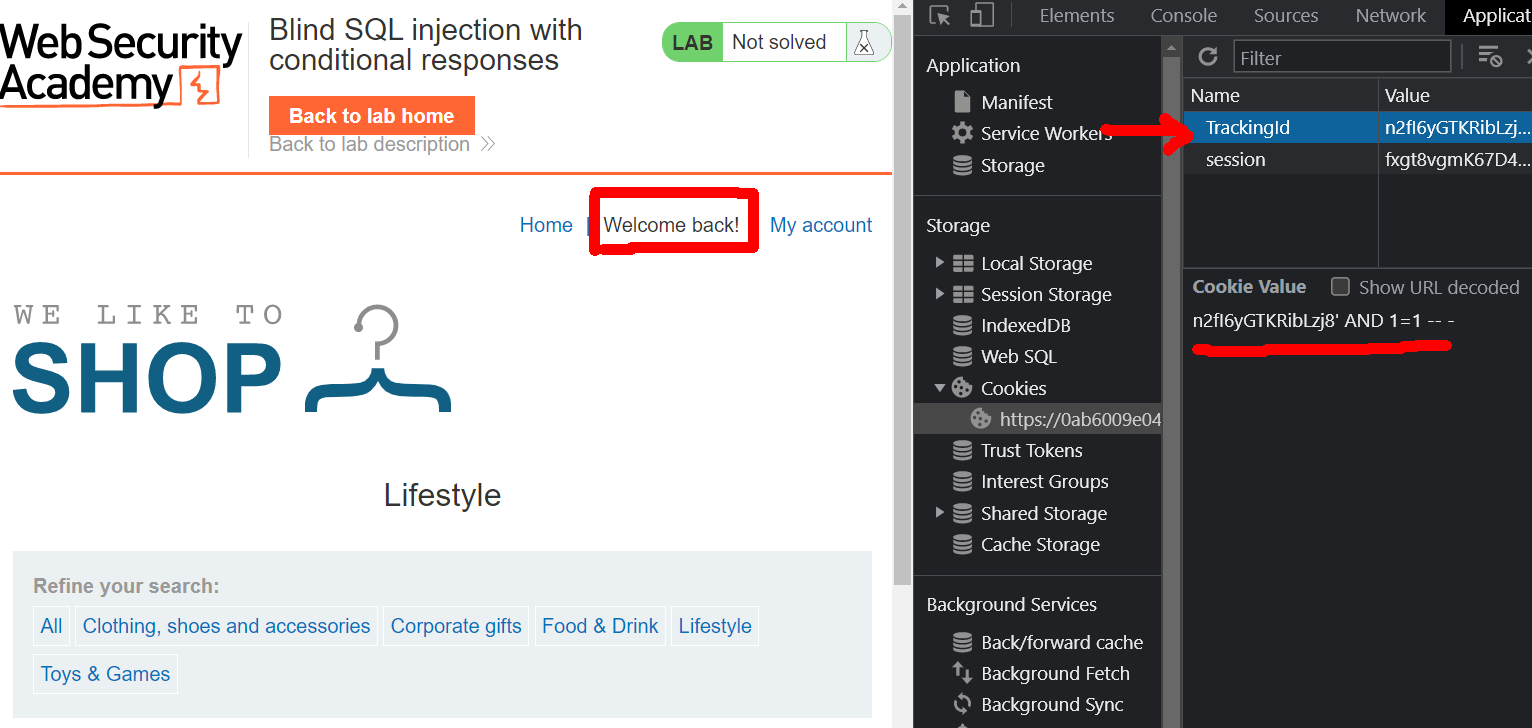 Web Security
Academy
Blind SQL injection with
conditional responses
LAB Not solved
Back to lab home
Back to lab description
Home | Welcome back! My account
WE LIKE TO
SHOP
Lifestyle
Refine your search:
All Clothing, shoes and accessories Corporate gifts Food & Drink Lifestyle
Toys & Games
Elements Console Sources Network Applicat
Application
Manifest
Service Workers
Storage
Storage
Local Storage
Session Storage
IndexedDB
Web SQL
Cookies
https://0ab6009e04
Trust Tokens
Interest Groups
Shared Storage
Cache Storage
Background Services
Back/forward cache
Background Fetch
Background Sync
Filter
Name Value
TrackingId n2fI6yGTKRibLzj...
session fxgt8vgmK67D4...
Cookie Value Show URL decoded
n2fI6yGTKRibLzj8' AND 1=1 -- -